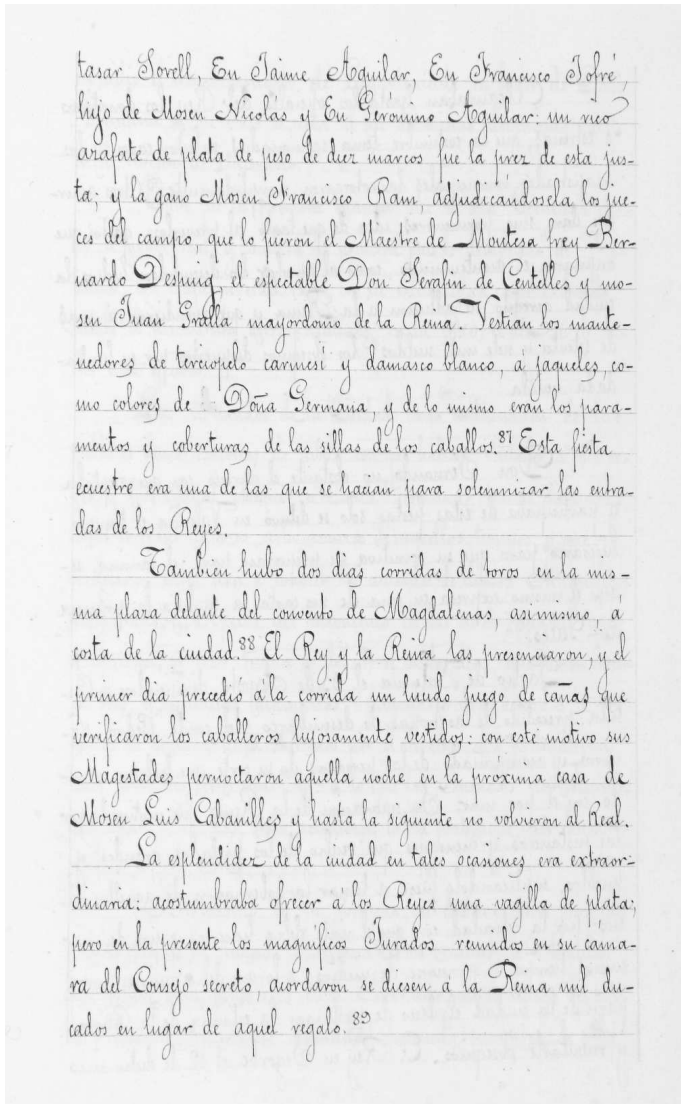 tasar Sorell, En Jaime Aguilar, En Francisco Jofré,
hijo de Mosen Nicolás y En Gerónimo Aguilar: un rico
azafate de plata de peso de diez marcos fue la prez de esta jus-
ta; y la ganó Mosen Francisco Ram, adjudicándosela los jue-
ces del campo, que lo fueron el Maestre de Montesa frey Ber-
nardo Despuig, el espectable Don Serafin de Centelles y mo-
sen Juan Gralla mayordomo de la Reina. Vestian los mante-
nedores de terciopelo carmesí y damasco blanco, á jaqueles, co-
mo colores de Doña Germana, y de lo mismo eran los para-
mentos y coberturas de las sillas de los caballos.87 Esta fiesta
ecuestre era una de las que se hacian para solemnizar las entra-
das de los Reyes.
Tambien hubo dos dias corridas de toros en la mis-
ma plaza delante del convento de Magdalenas, asimismo, á
costa de la ciudad.88 El Rey y la Reina las presenciaron, y el
primer dia precedió á la corrida un lucido juego de cañas que
verificaron los caballeros lujosamente vestidos: con este motivo sus
Magestades pernoctaron aquella noche en la próxima casa de
Mosen Luis Cabanilles y hasta la siguiente no volvieron al Real.
La esplendidez de la ciudad en tales ocasiones era extraor-
dinaria: acostumbraba ofrecer á los Reyes una vagilla de plata;
pero en la presente los magníficos Jurados reunidos en su cáma-
ra del Consejo secreto, acordaron se diesen á la Reina mil du-
cados en lugar de aquel regalo.89